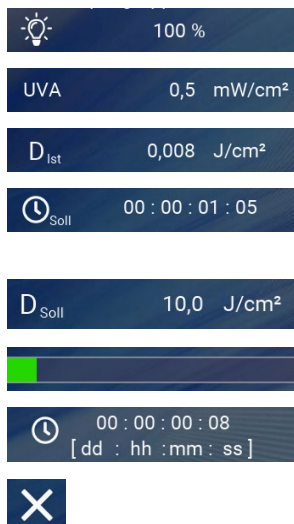 100 %
UVA 0,5 mW/cm²
D Ist 0,008 J/cm²
Soll 00 : 00 : 01 : 05
D Soll 10,0 J/cm²
00 : 00 : 00 : 08
[ dd : hh : mm : ss ]